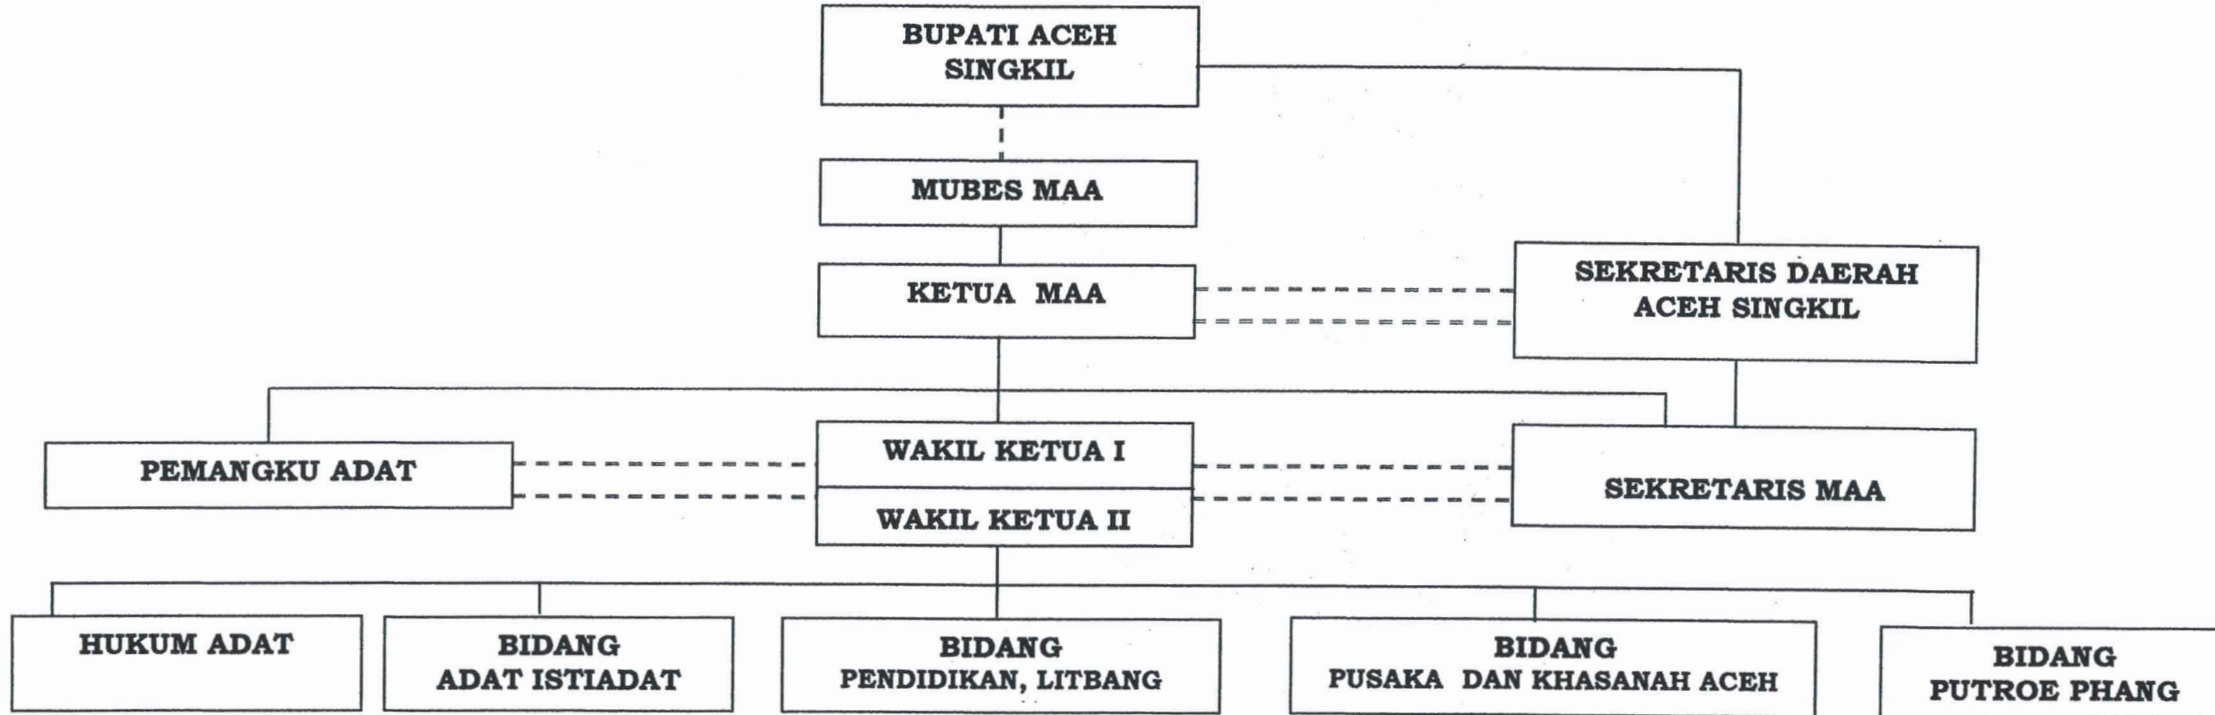 BUPATI ACEH
SINGKIL
MUBES MAA
KETUA MAA
SEKRETARIS DAERAH
ACEH SINGKIL
PEMANGKU ADAT
WAKIL KETUA I
WAKIL KETUA II
SEKRETARIS MAA
HUKUM ADAT
BIDANG
ADAT ISTIADAT
BIDANG
PENDIDIKAN, LITBANG
BIDANG
PUSAKA DAN KHASANAH ACEH
BIDANG
PUTROE PHANG